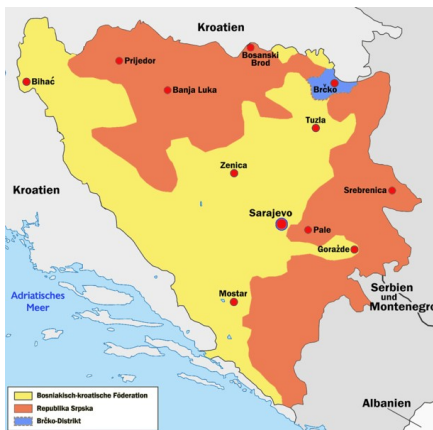 Kroatien
Bosanski
Brod
Prijedor
Bihać
Banja Luka
Brčko
Tuzla
Zenica
Kroatien
Srebrenica
Sarajevo
Pale
Goražde
Adriatisches
Meer
Mostar
Serbien
und
Montenegro
Bosniakisch-kroatische Föderation
Republika Srpska
Brčko-Distrikt
Albanien